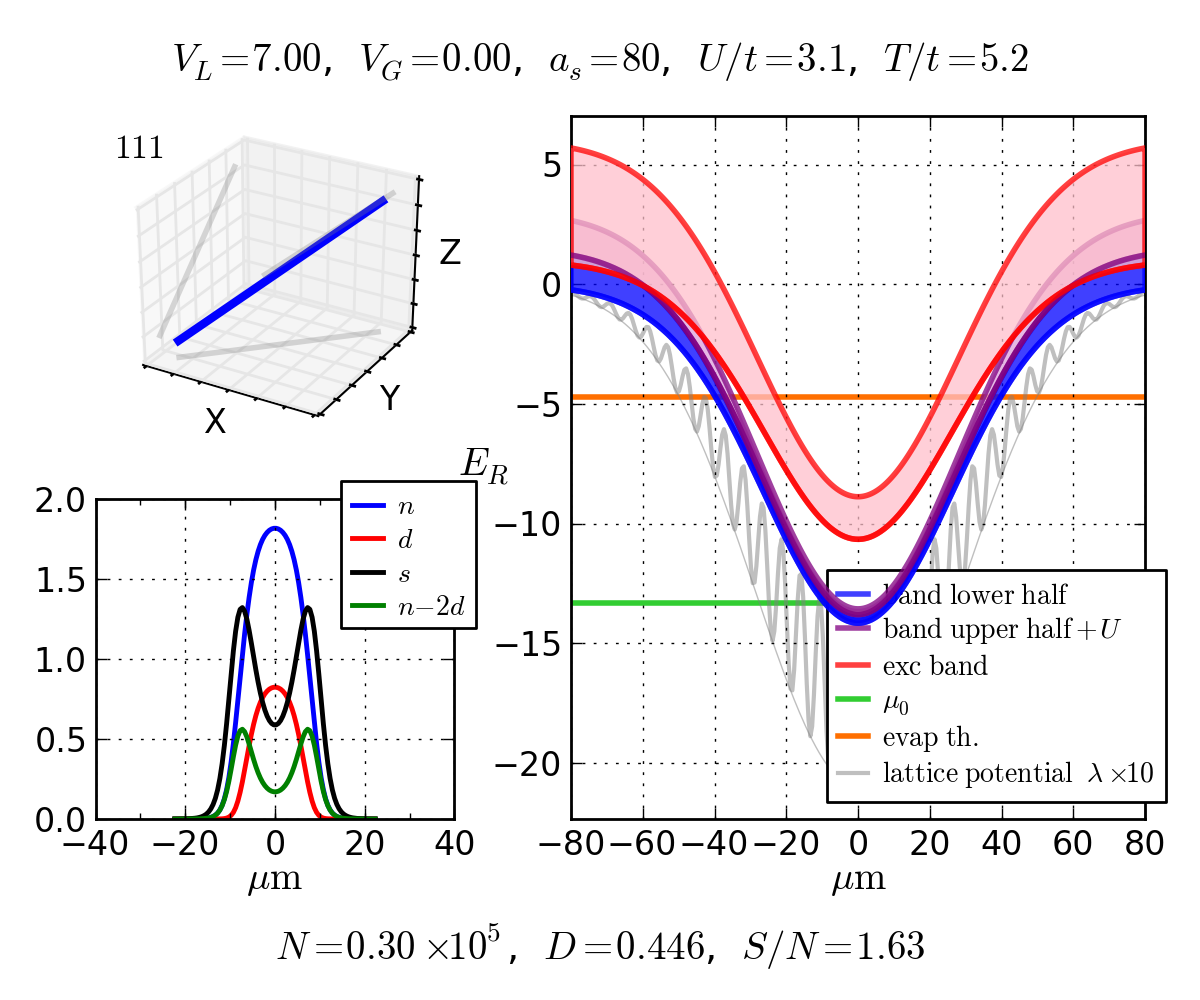 V_L=7.00, V_G=0.00, a_s=80, U/t=3.1, T/t=5.2
111
Z
Y
X
E_R
5
0
−5
−10
−15
−20
2.0
1.5
1.0
0.5
0.0
n
d
s
n−2d
band lower half
band upper half+U
exc band
μ_0
evap th.
lattice potential λ×10
−40 −20 0 20 40
μm
−80 −60 −40 −20 0 20 40 60 80
μm
N=0.30×10^5, D=0.446, S/N=1.63